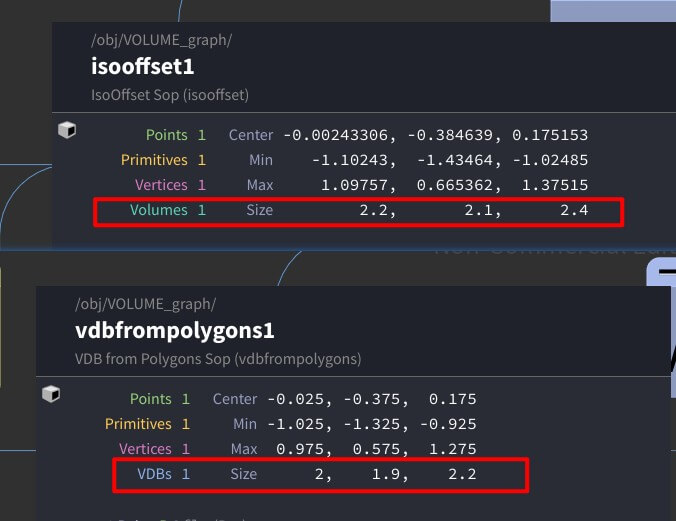 /obj/VOLUME_graph/
isooffset1
IsoOffset Sop (isooffset)
Points 1 Center -0.00243306, -0.384639, 0.175153
Primitives 1 Min -1.10243, -1.43464, -1.02485
Vertices 1 Max 1.09757, 0.665362, 1.37515
Volumes 1 Size 2.2, 2.1, 2.4
/obj/VOLUME_graph/
vdbfrompolygons1
VDB from Polygons Sop (vdbfrompolygons)
Points 1 Center -0.025, -0.375, 0.175
Primitives 1 Min -1.025, -1.325, -0.925
Vertices 1 Max 0.975, 0.575, 1.275
VDBs 1 Size 2, 1.9, 2.2